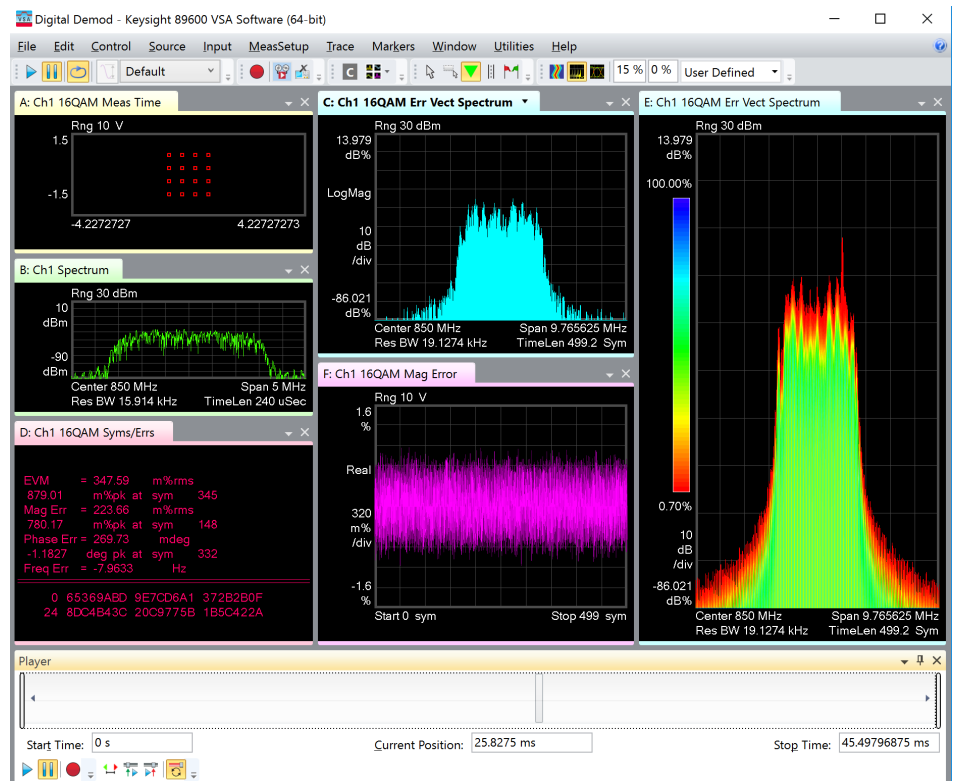 VSA Digital Demod - Keysight 89600 VSA Software (64-bit)
File Edit Control Source Input MeasSetup Trace Markers Window Utilities Help
Default 15 % 0 % User Defined
A: Ch1 16QAM Meas Time
Rng 10 V
1.5
-1.5
-4.2272727 4.22727273
B: Ch1 Spectrum
Rng 30 dBm
10
dBm
-90
dBm
Center 850 MHz Span 5 MHz
Res BW 15.914 kHz TimeLen 240 uSec
D: Ch1 16QAM Syms/Errs
EVM = 347.59 m%rms
879.01 m%pk at sym 345
Mag Err = 223.66 m%rms
780.17 m%pk at sym 148
Phase Err = 269.73 mdeg
-1.1827 deg pk at sym 332
Freq Err = -7.9633 Hz
0 65369ABD 9E7CD6A1 372B2B0F
24 8DC4B43C 20C9775B 1B5C422A
C: Ch1 16QAM Err Vect Spectrum
Rng 30 dBm
13.979
dB%
LogMag
10
dB
/div
-86.021
dB%
Center 850 MHz Span 9.765625 MHz
Res BW 19.1274 kHz TimeLen 499.2 Sym
F: Ch1 16QAM Mag Error
Rng 10 V
1.6
%
Real
320
m%
/div
-1.6
%
Start 0 sym Stop 499 sym
E: Ch1 16QAM Err Vect Spectrum
Rng 30 dBm
13.979
dB%
100.00%
0.70%
10
dB
/div
-86.021
dB%
Center 850 MHz Span 9.765625 MHz
Res BW 19.1274 kHz TimeLen 499.2 Sym
Player
Start Time: 0 s Current Position: 25.8275 ms Stop Time: 45.49796875 ms